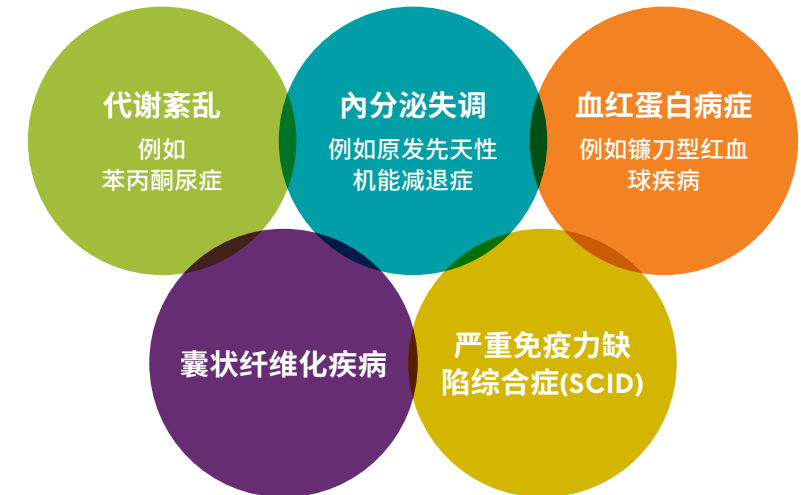 代谢紊乱
例如
苯丙酮尿症
內分泌失调
例如原发先天性
机能减退症
血红蛋白病症
例如镰刀型红血
球疾病
囊状纤维化疾病
严重免疫力缺
陷综合症(SCID)